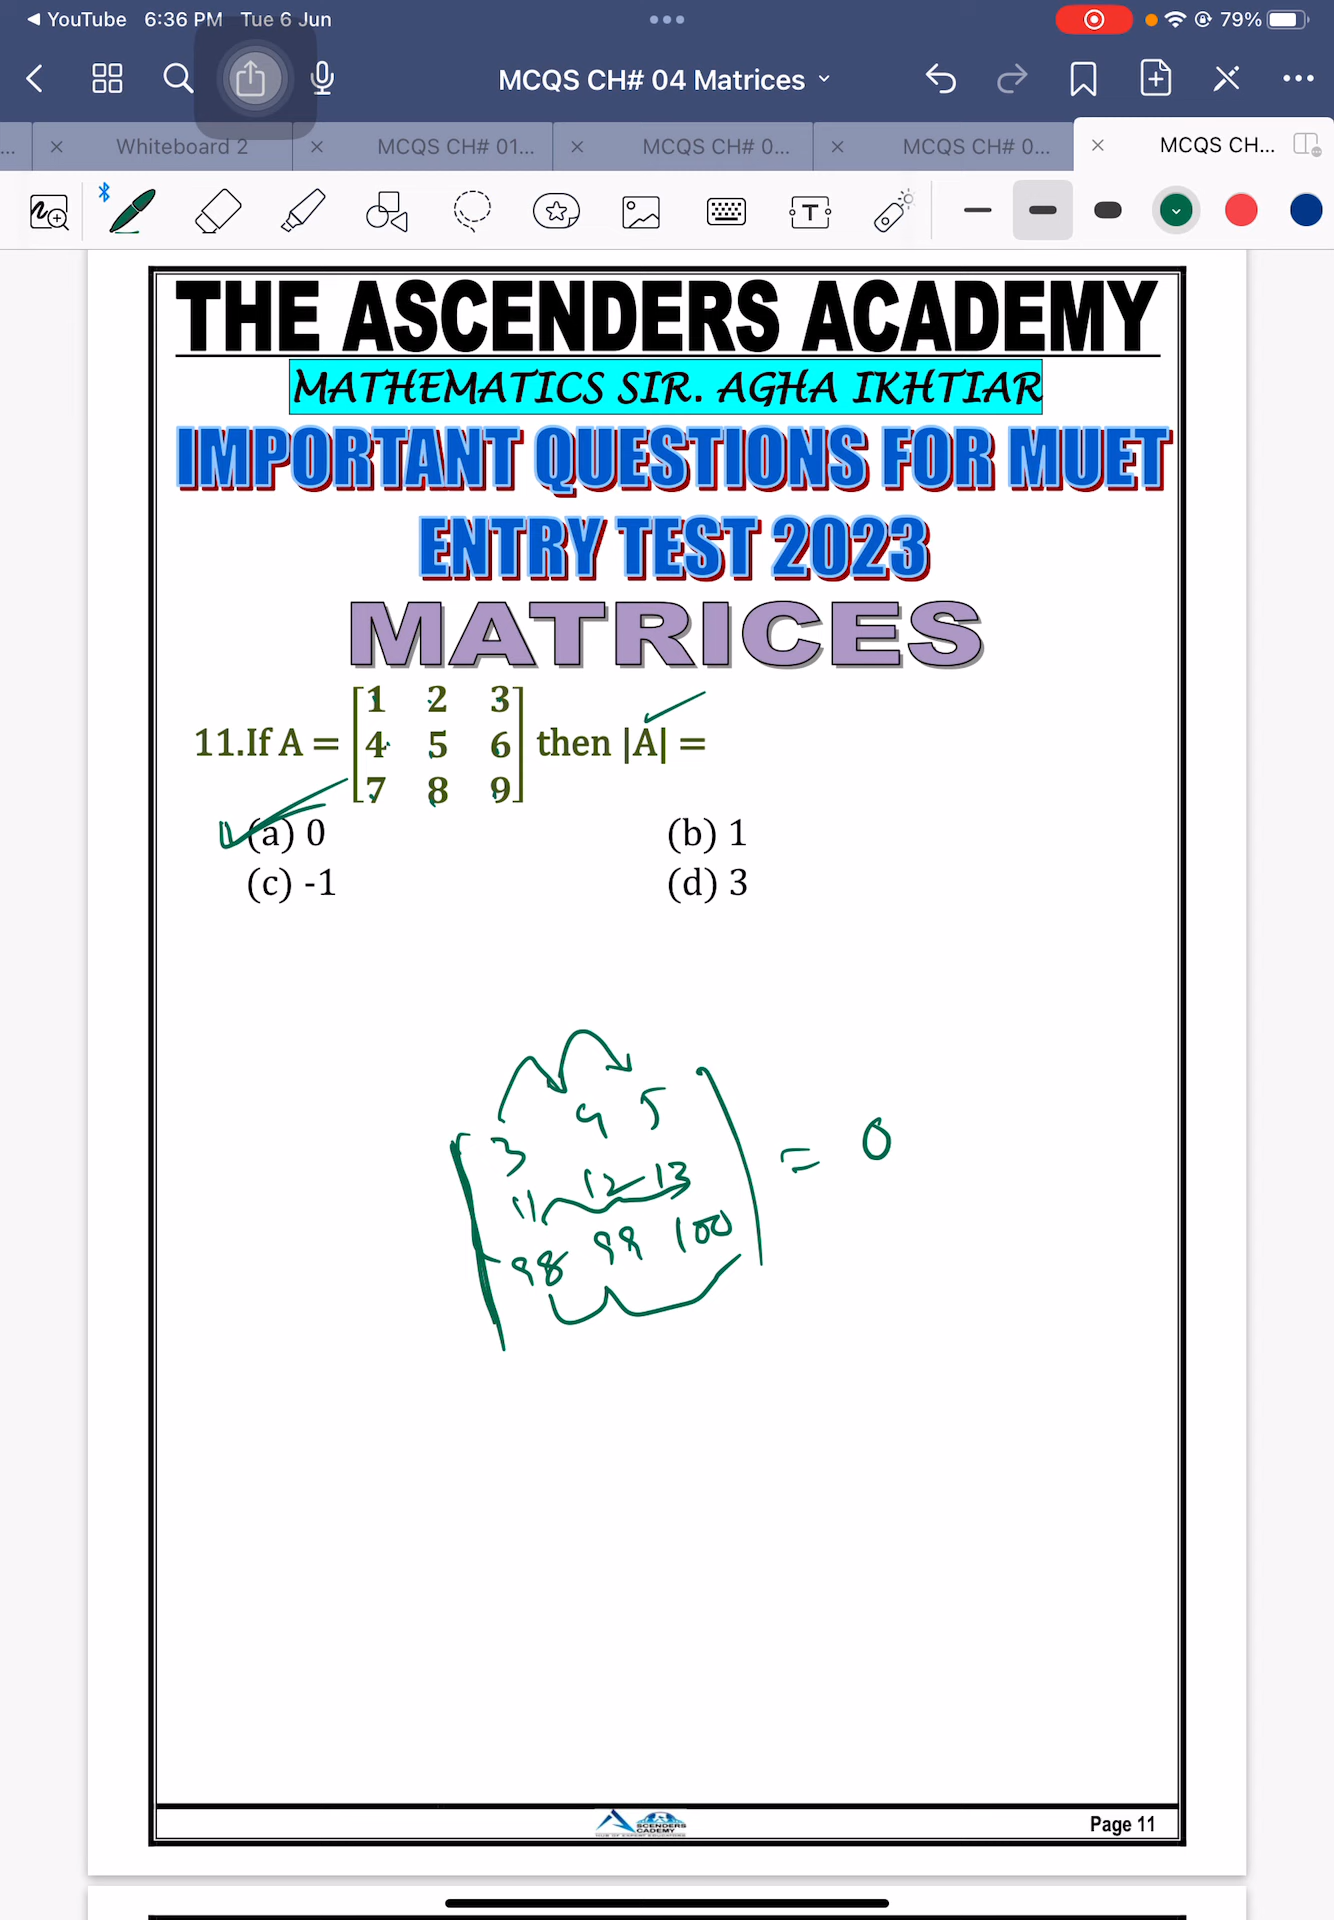 YouTube 6:36 PM Tue 6 Jun 79%
MCQS CH# 04 Matrices
... Whiteboard 2 MCQS CH# 01... MCQS CH# 0... MCQS CH# 0... MCQS CH...
T
THE ASCENDERS ACADEMY
MATHEMATICS SIR. AGHA IKHTIAR
IMPORTANT QUESTIONS FOR MUET
ENTRY TEST 2023
MATRICES
1 2 3
11.If A = 4 5 6 then |A| =
7 8 9
(a) 0 (b) 1
(c) -1 (d) 3
3 4 5
11 12 13 = 0
98 99 100
SCENDERS
CADEMY
Page 11